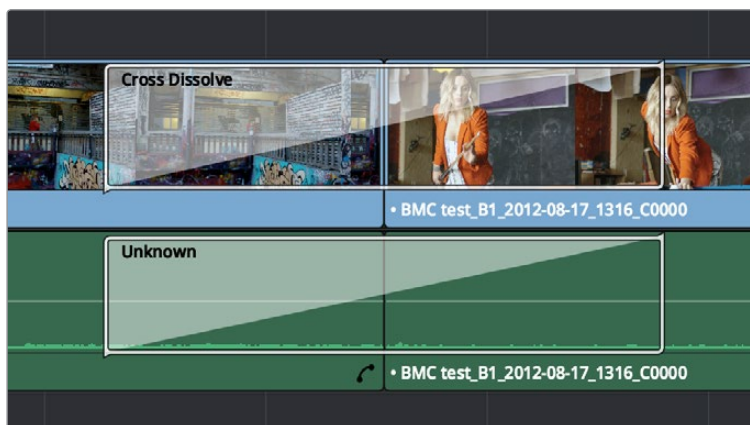 Cross Dissolve
• BMC test_B1_2012-08-17_1316_C0000
Unknown
• BMC test_B1_2012-08-17_1316_C0000